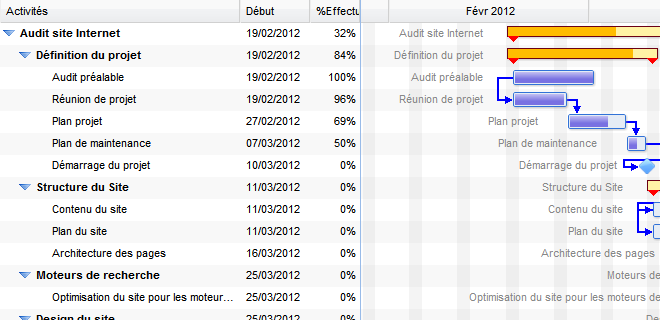 Activités Début %Effectu Févr 2012
Audit site Internet 19/02/2012 32% Audit site Internet
Définition du projet 19/02/2012 84% Définition du projet
Audit préalable 19/02/2012 100% Audit préalable
Réunion de projet 19/02/2012 96% Réunion de projet
Plan projet 27/02/2012 69% Plan projet
Plan de maintenance 07/03/2012 50% Plan de maintenance
Démarrage du projet 10/03/2012 0% Démarrage du projet
Structure du Site 11/03/2012 0% Structure du Site
Contenu du site 11/03/2012 0% Contenu du site
Plan du site 11/03/2012 0% Plan du site
Architecture des pages 16/03/2012 0% Architecture des pages
Moteurs de recherche 25/03/2012 0% Moteurs de
Optimisation du site pour les moteur... 25/03/2012 0% Optimisation du site pour les moteurs de
Design du site 25/03/2012 0% De